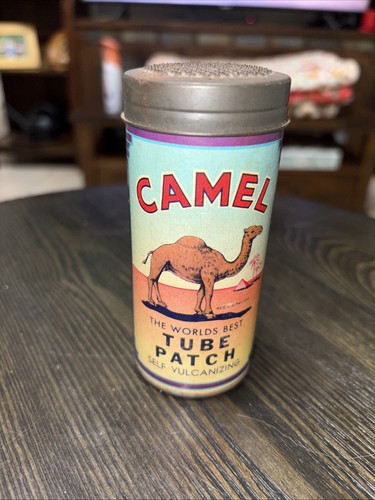 CAMEL
THE WORLDS BEST
TUBE
PATCH
SELF VULCANIZING